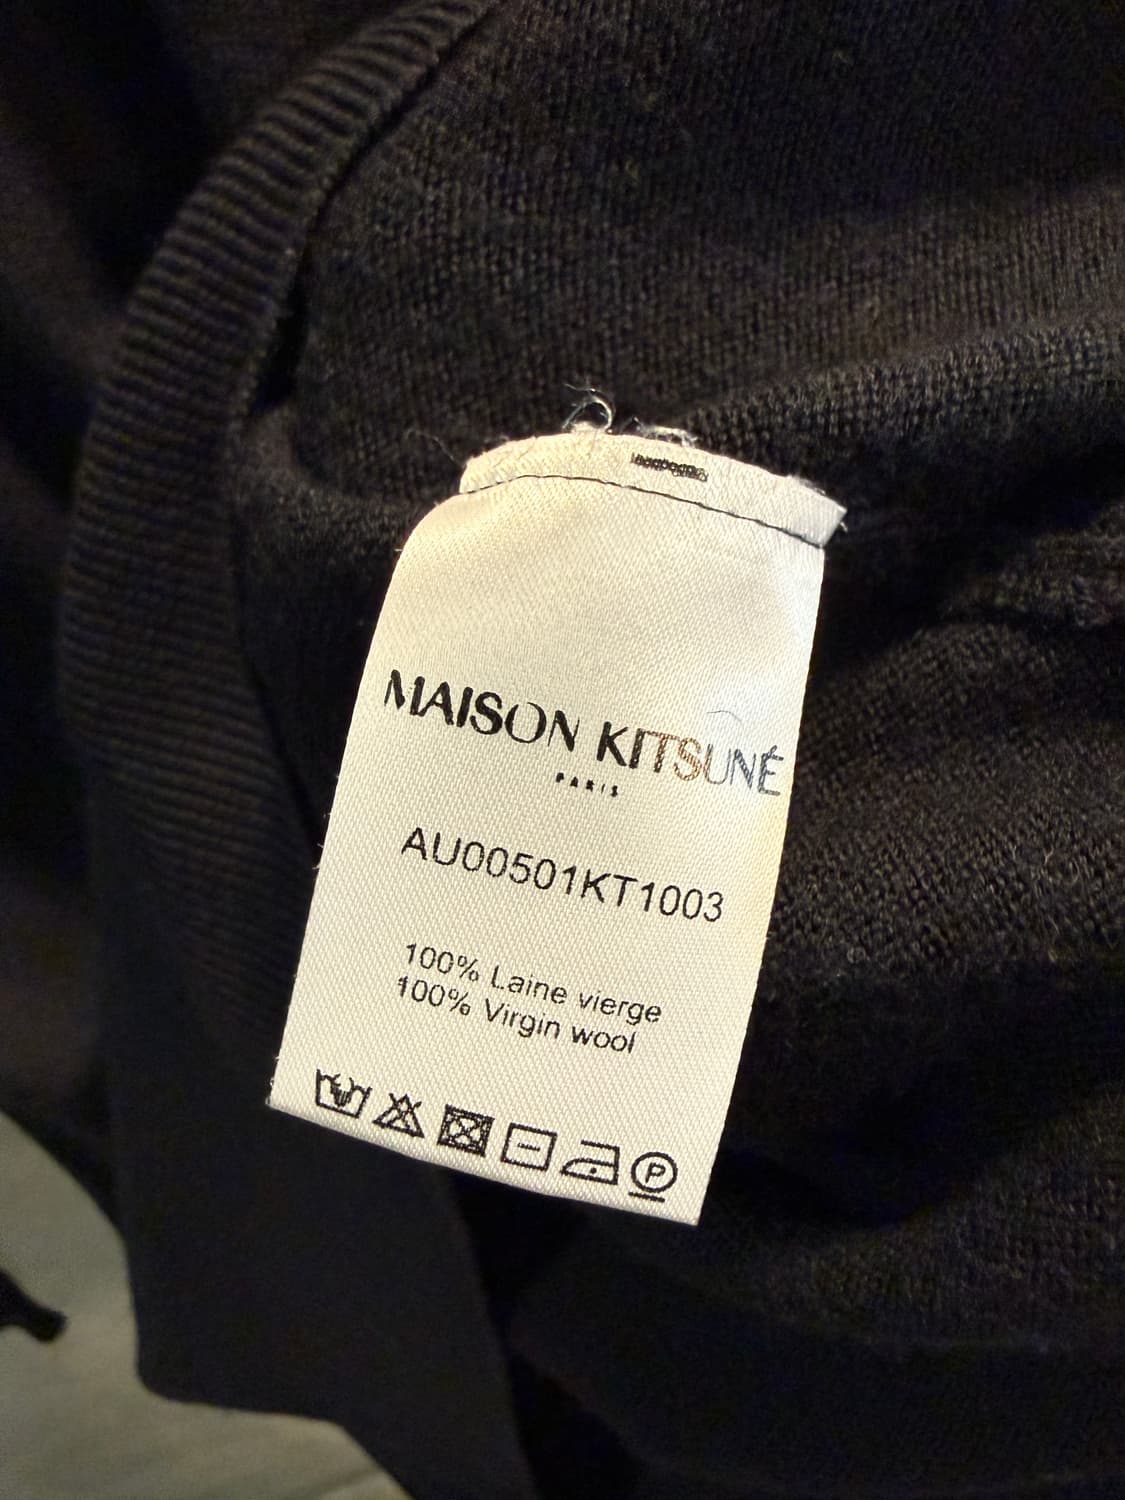 MAISON KITSUNÉ
PARIS
AU00501KT1003
100% Laine vierge
100% Virgin wool
P